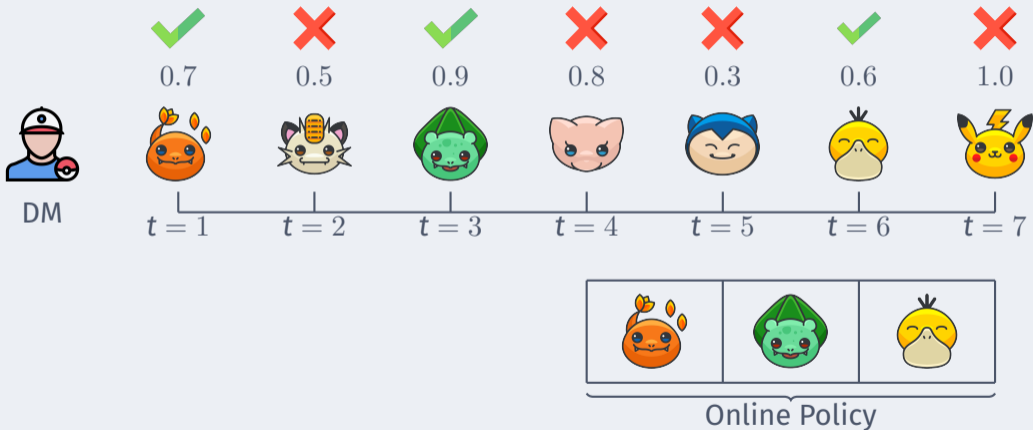 0.7 0.5 0.9 0.8 0.3 0.6 1.0
DM
t = 1 t = 2 t = 3 t = 4 t = 5 t = 6 t = 7
Online Policy